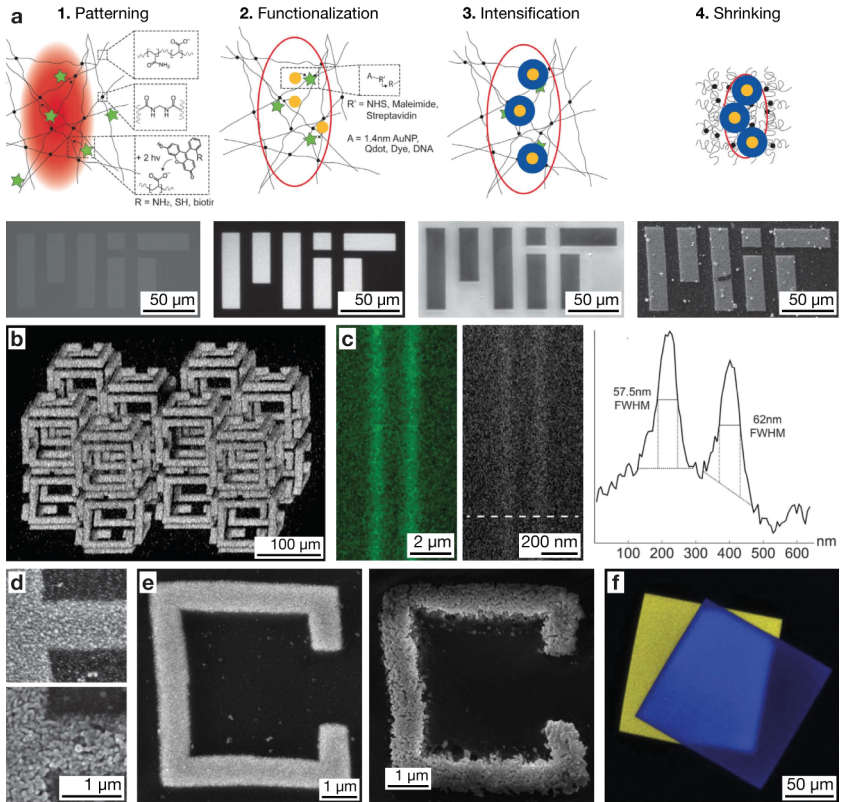 a
1. Patterning
2. Functionalization
3. Intensification
4. Shrinking
NH₂
+ 2 hv
R
R = NH₂, SH, biotin
A
R'
R
R' = NHS, Maleimide,
Streptavidin
A = 1.4nm AuNP,
Qdot, Dye, DNA
50 µm
50 µm
50 µm
50 µm
b
100 µm
c
2 µm
200 nm
57.5nm
FWHM
62nm
FWHM
100 200 300 400 500 600
nm
d
1 µm
e
1 µm
1 µm
f
50 µm